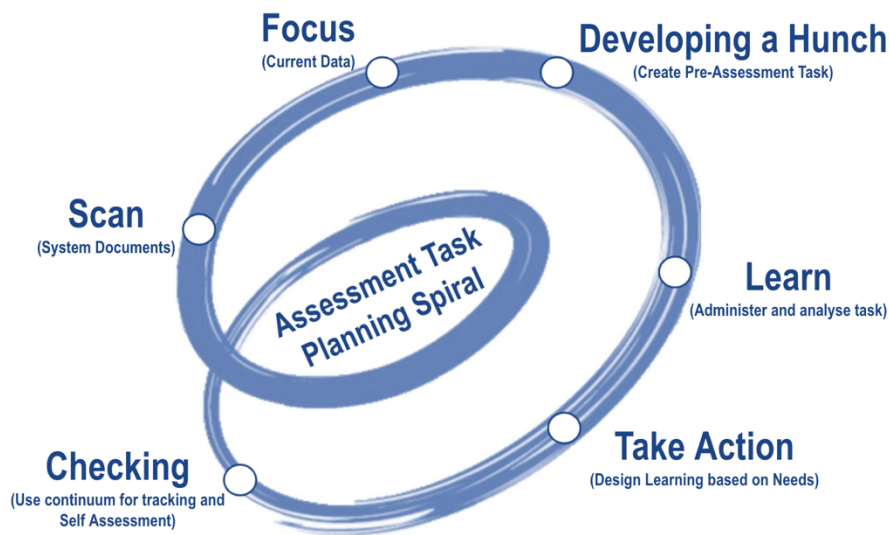 Focus
(Current Data)
Developing a Hunch
(Create Pre-Assessment Task)
Scan
(System Documents)
Assessment Task
Planning Spiral
Learn
(Administer and analyse task)
Take Action
(Design Learning based on Needs)
Checking
(Use continuum for tracking and
Self Assessment)